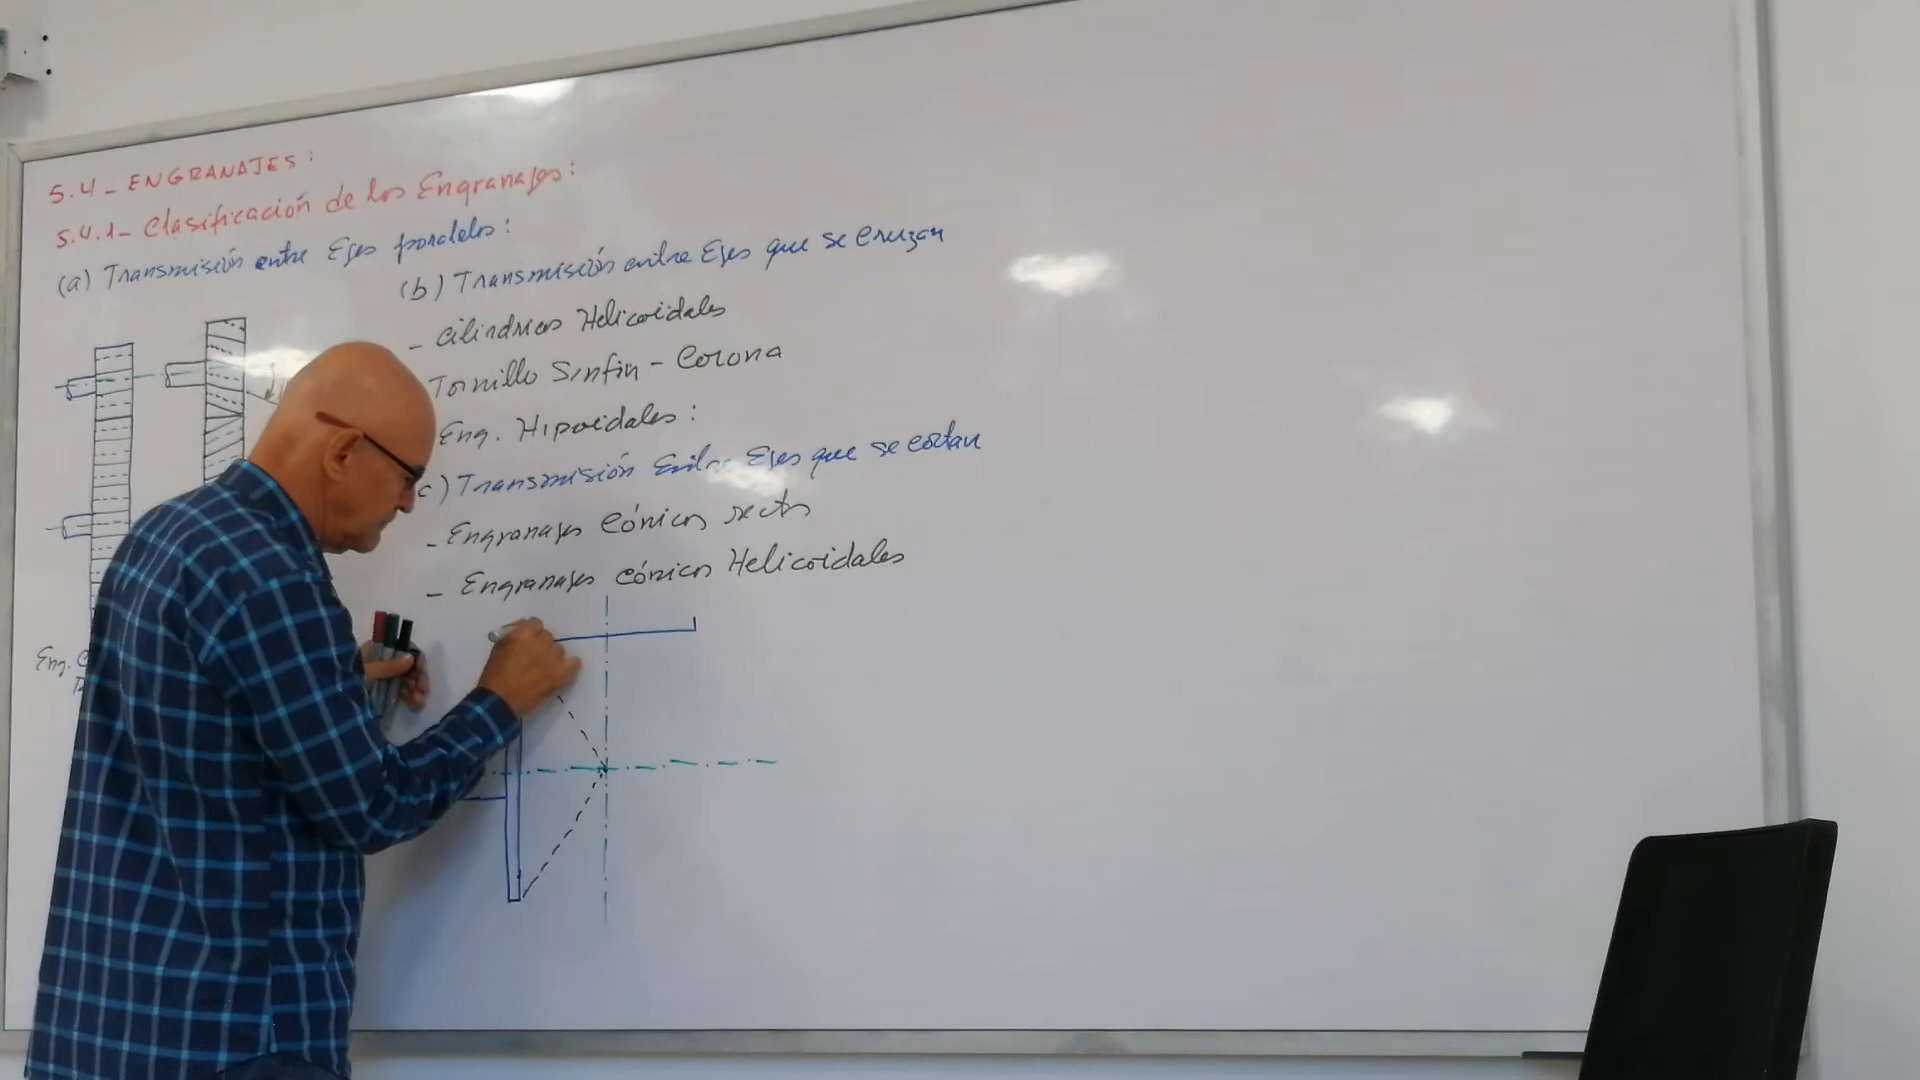 5.4- ENGRANAJES:
5.4.1- Clasificación de los Engranajes:
(a) Transmisión entre Ejes paralelos:
(b) Transmisión entre Ejes que se cruzan
- Cilindricos Helicoidales
Tornillo Sinfin - Corona
Eng. Hipoidales:
c) Transmisión Entre Ejes que se cortan
- Engranajes Cónicos rectos
- Engranajes cónicos Helicoidales
Eng.